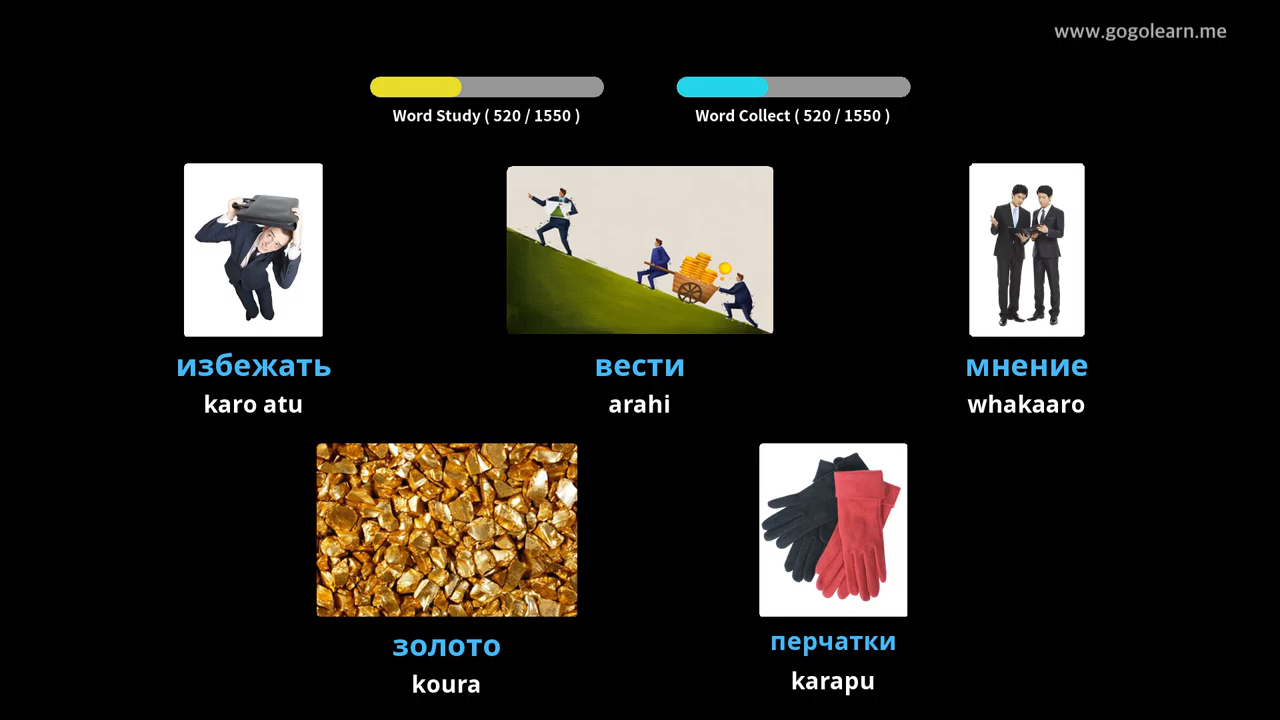 www.gogolearn.me
Word Study ( 520 / 1550 )
Word Collect ( 520 / 1550 )
избежать
karo atu
вести
arahi
мнение
whakaaro
золото
koura
перчатки
karapu